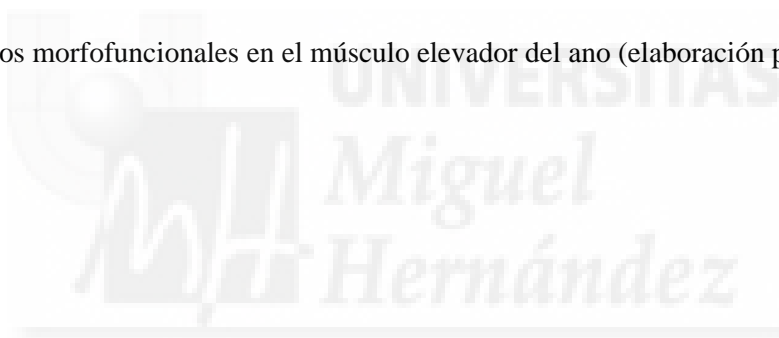 os morfofuncionales en el músculo elevador del ano (elaboración p
UNIVERSITAS
Miguel
Hernández